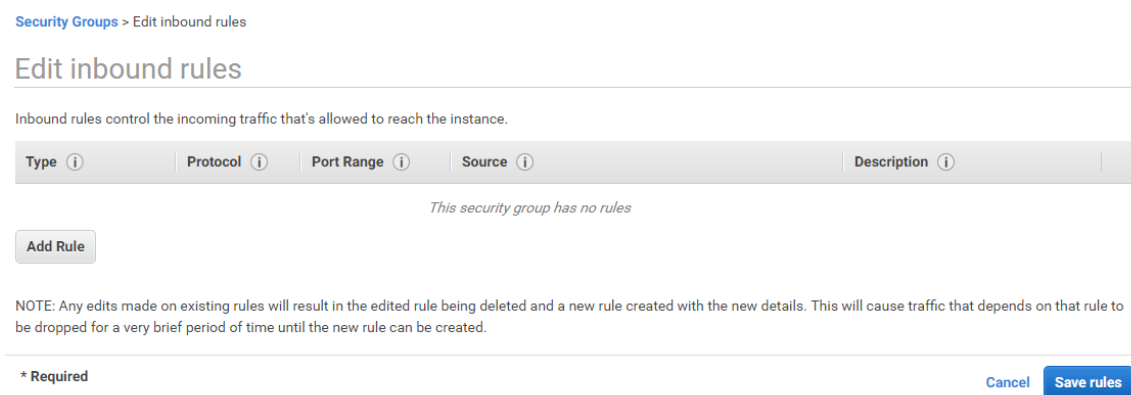 Security Groups > Edit inbound rules
Edit inbound rules
Inbound rules control the incoming traffic that's allowed to reach the instance.
Type i Protocol i Port Range i Source i Description i
This security group has no rules
Add Rule
NOTE: Any edits made on existing rules will result in the edited rule being deleted and a new rule created with the new details. This will cause traffic that depends on that rule to
be dropped for a very brief period of time until the new rule can be created.
* Required Cancel Save rules